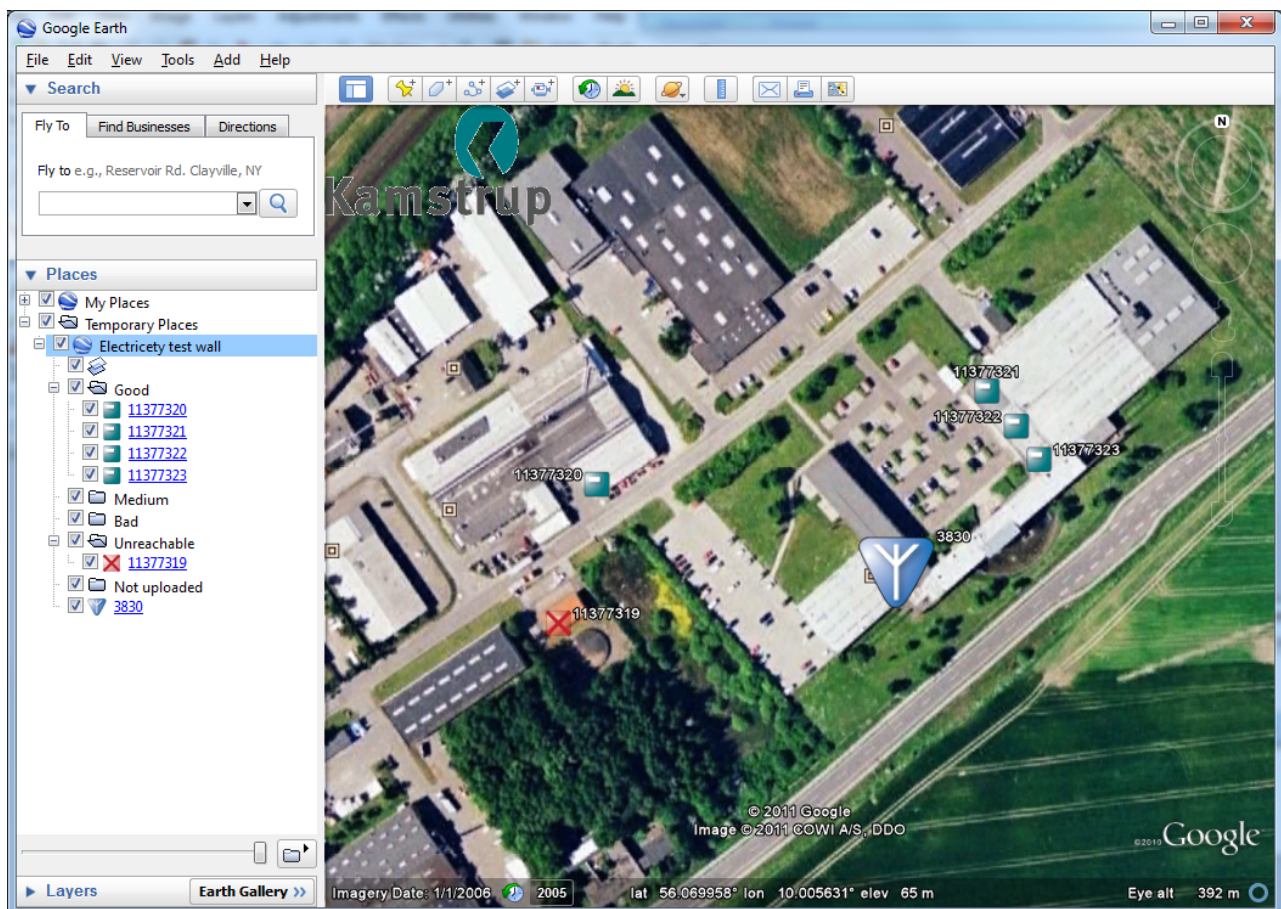 Google Earth
File Edit View Tools Add Help
Search
Fly To Find Businesses Directions
Fly to e.g., Reservoir Rd. Clayville, NY
Places
My Places
Temporary Places
Electricety test wall
Good
11377320
11377321
11377322
11377323
Medium
Bad
Unreachable
11377319
Not uploaded
3830
Layers
Earth Gallery >>
Kamstrup
N
11377321
11377322
11377323
11377320
3830
11377319
© 2011 Google
Image © 2011 COWI A/S, DDO
©2010 Google
Imagery Date: 1/1/2006 2005 lat 56.069958° lon 10.005631° elev 65 m Eye alt 392 m